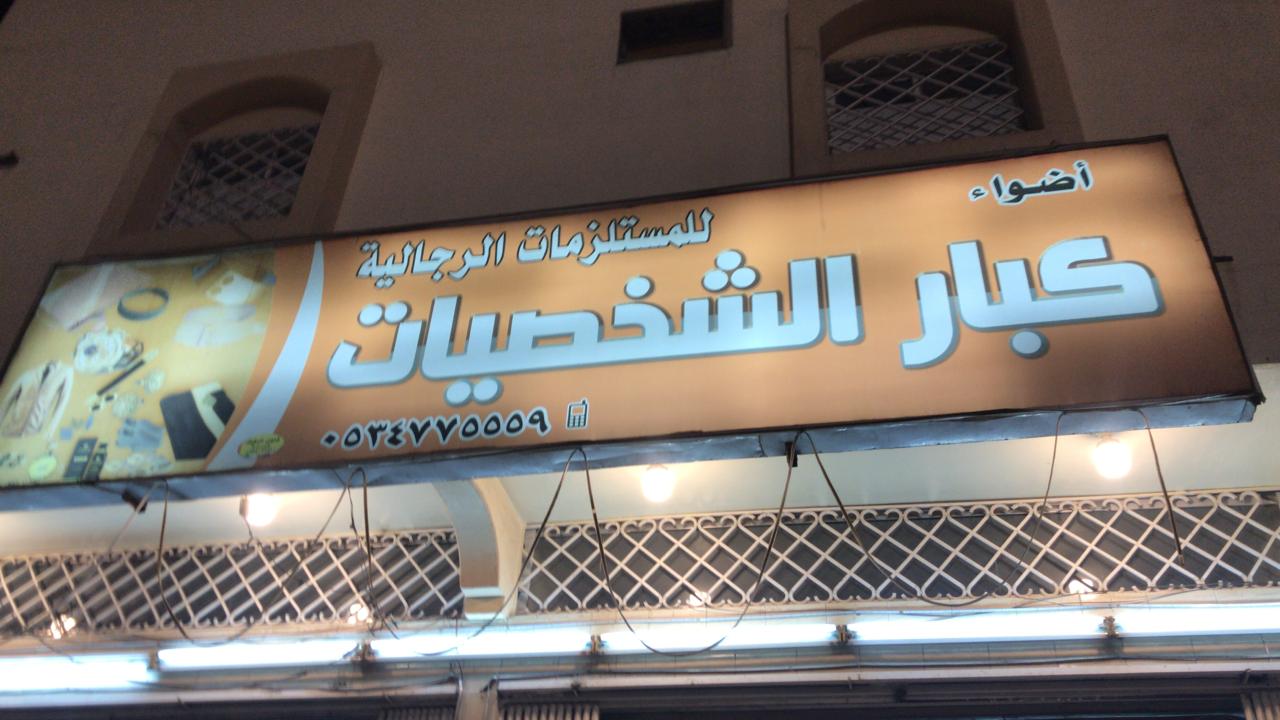 أضواء
كبار الشخصيات
للمستلزمات الرجالية
٠٥٣٤٧٧٥٥٥٩